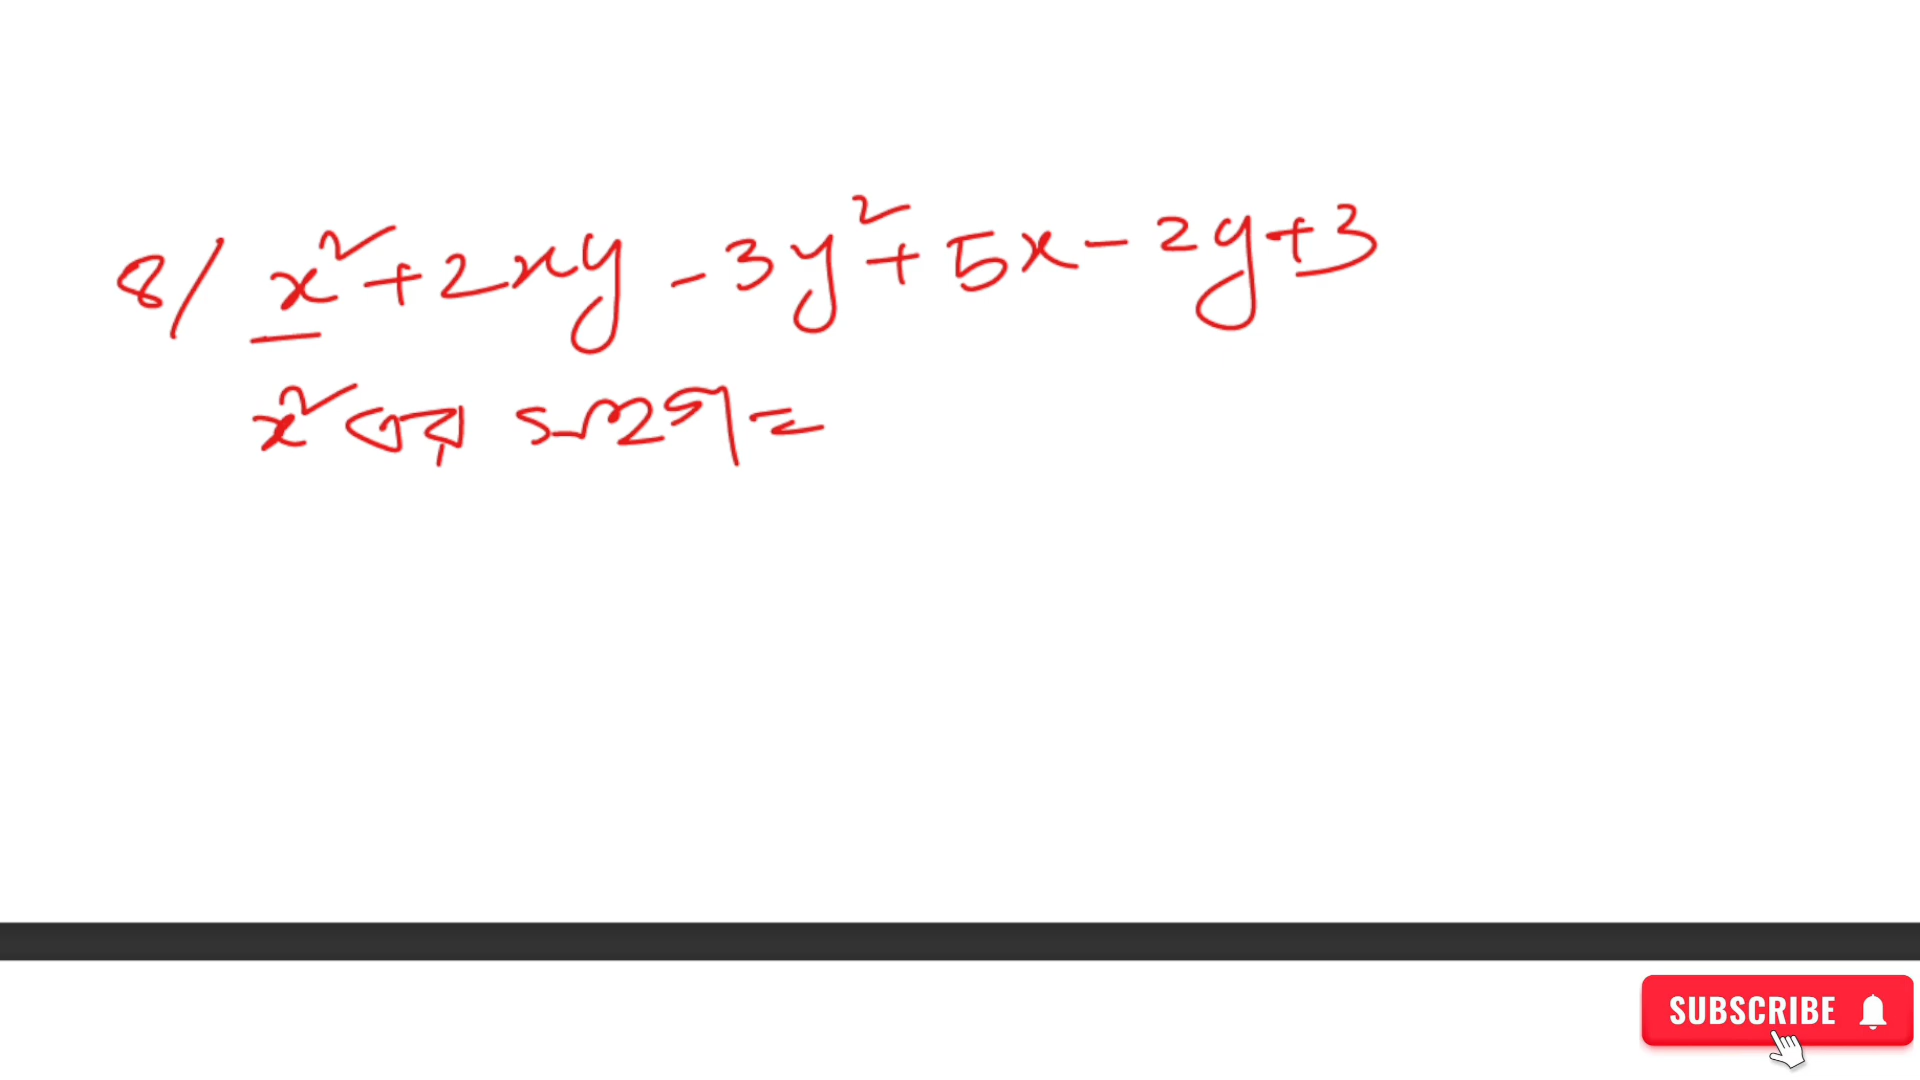 8/ x²+2xy-3y²+5x-2y+3
x² এর সহগ =
SUBSCRIBE